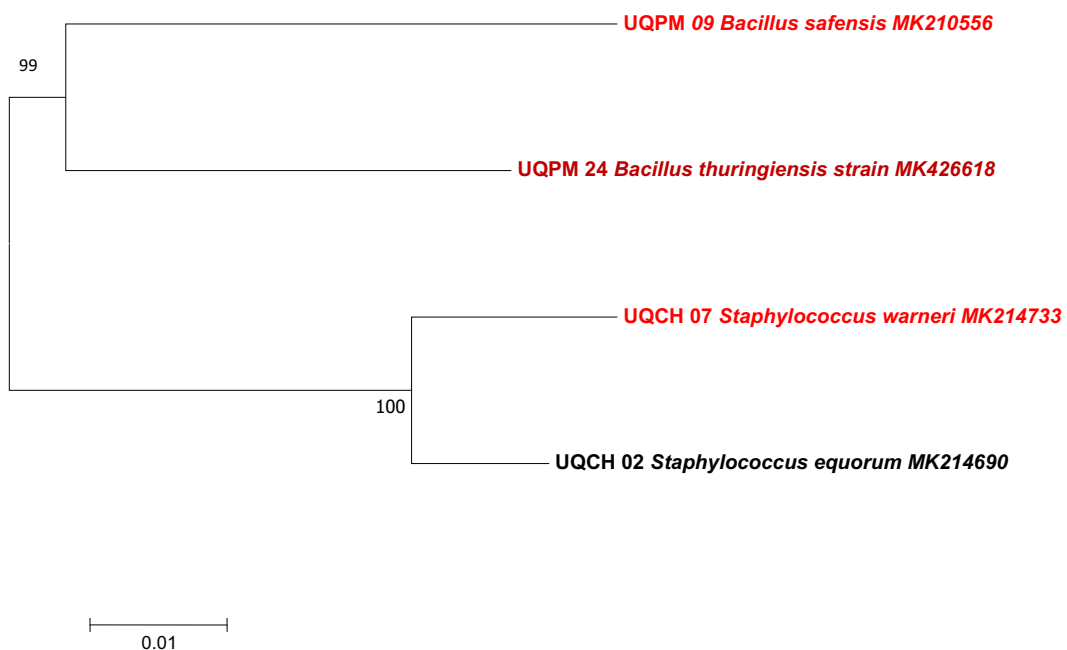 UQPM 09 Bacillus safensis MK210556
99
UQPM 24 Bacillus thuringiensis strain MK426618
UQCH 07 Staphylococcus warneri MK214733
100
UQCH 02 Staphylococcus equorum MK214690
0.01